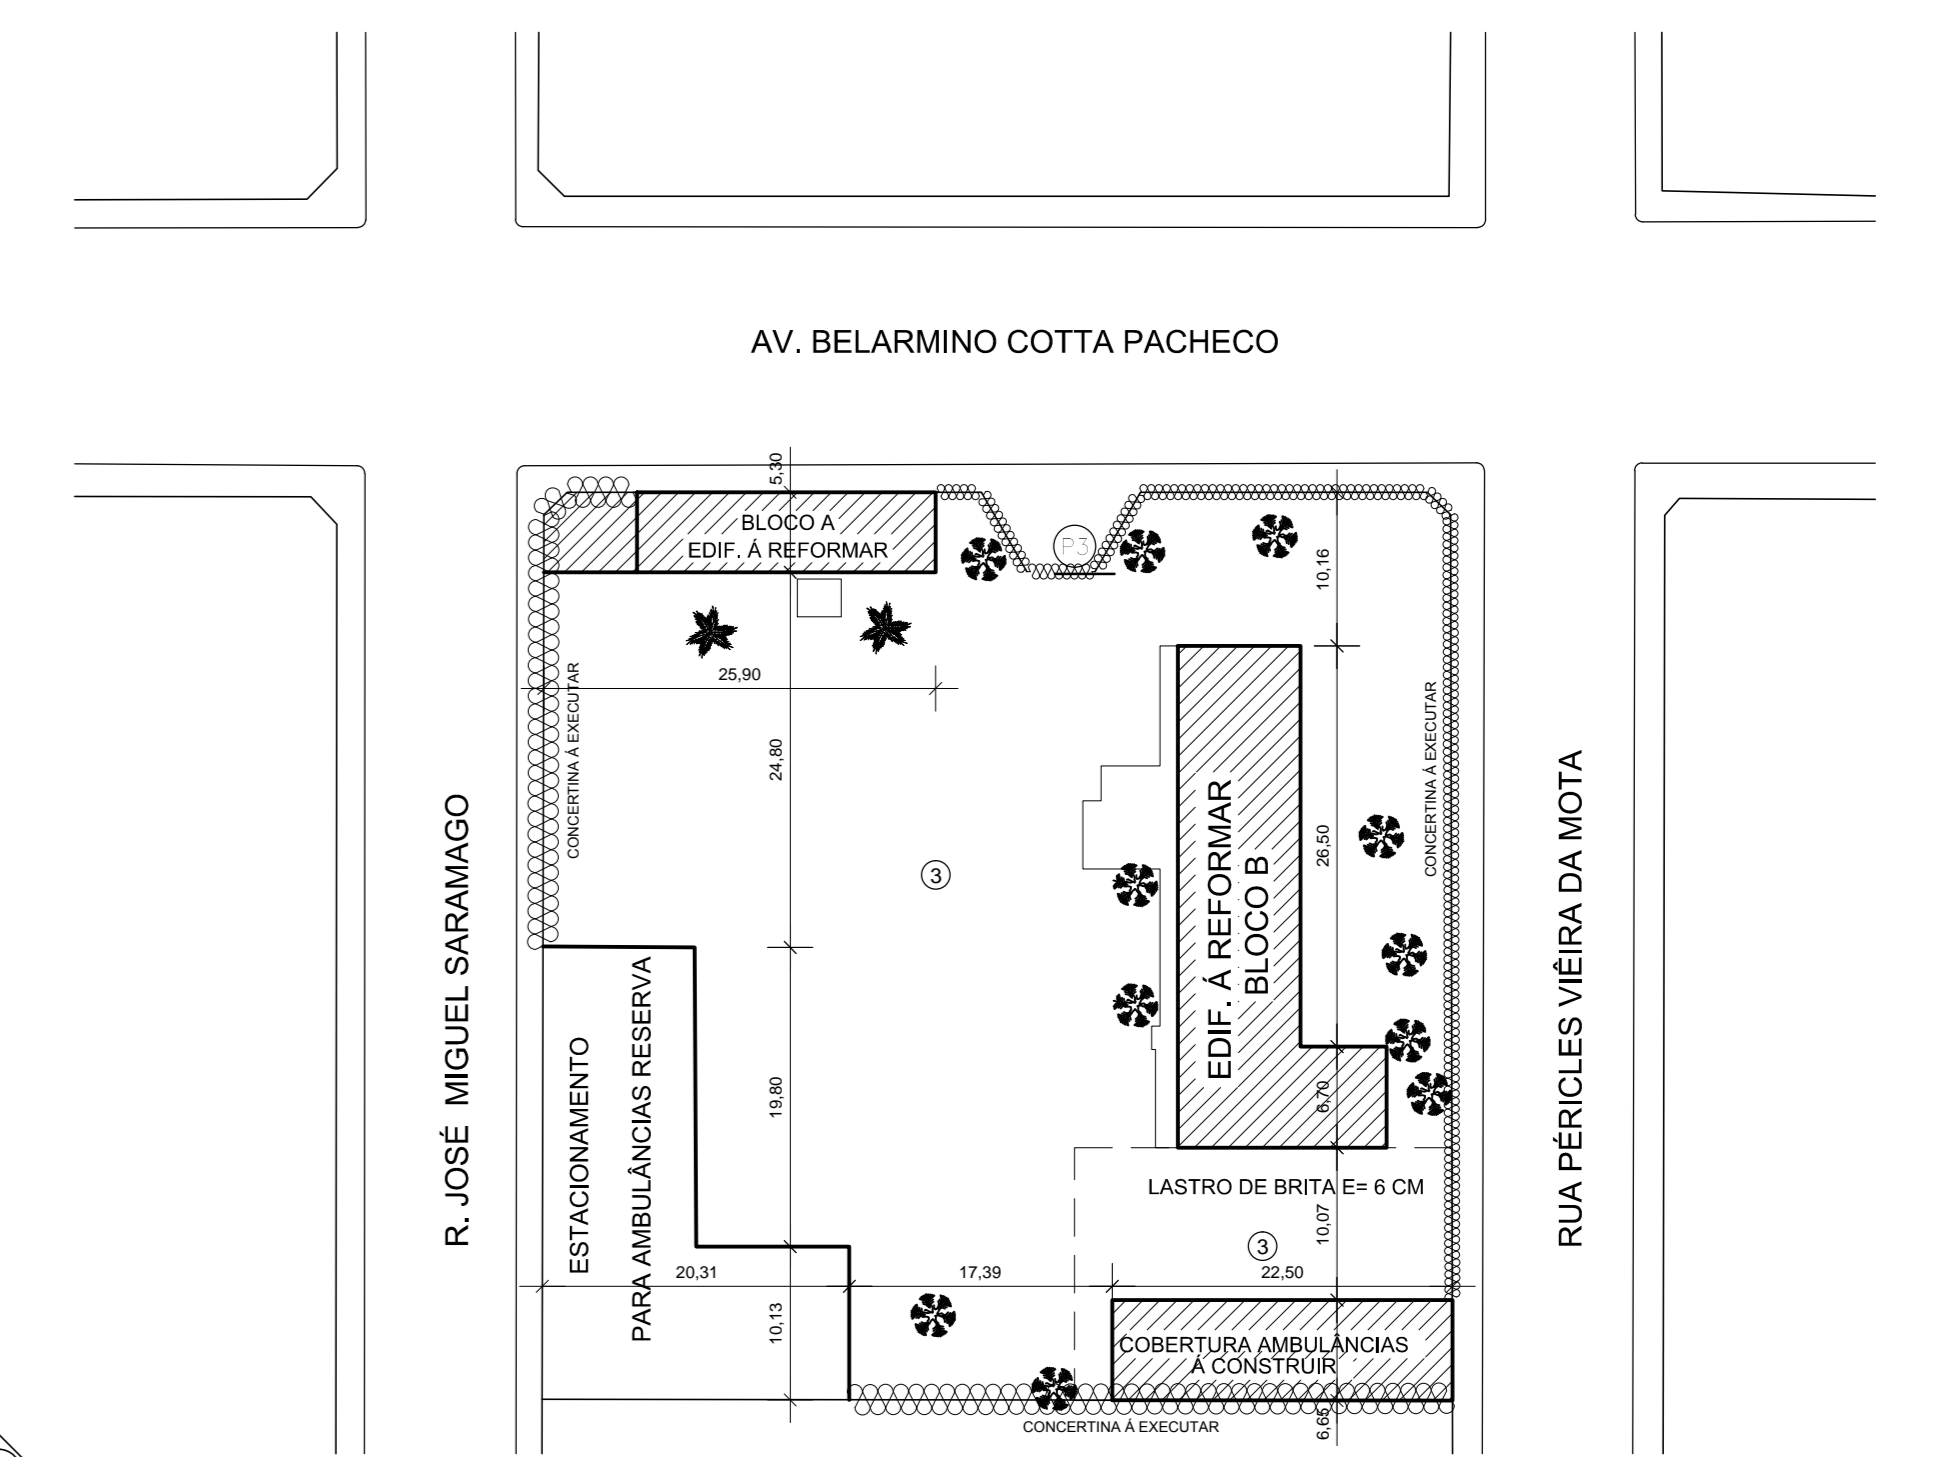 AV. BELARMINO COTTA PACHECO
5,30
BLOCO A
EDIF. Á REFORMAR
P3
10,16
25,90
CONCERTINA Á EXECUTAR
24,80
CONCERTINA Á EXECUTAR
R. JOSÉ MIGUEL SARAMAGO
3
EDIF. Á REFORMAR
BLOCO B
26,50
RUA PÉRICLES VIÊIRA DA MOTA
ESTACIONAMENTO
PARA AMBULÂNCIAS RESERVA
19,80
6,70
LASTRO DE BRITA E= 6 CM
10,07
3
20,31
17,39
22,50
10,13
COBERTURA AMBULÂNCIAS
Á CONSTRUIR
6,65
CONCERTINA Á EXECUTAR